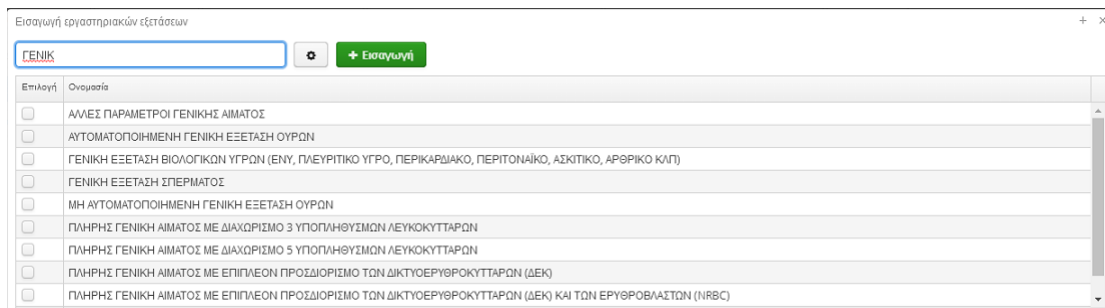 Εισαγωγή εργαστηριακών εξετάσεων
ΓΕΝΙΚ
+ Εισαγωγή
Επιλογή Ονομασία
ΑΛΛΕΣ ΠΑΡΑΜΕΤΡΟΙ ΓΕΝΙΚΗΣ ΑΙΜΑΤΟΣ
ΑΥΤΟΜΑΤΟΠΟΙΗΜΕΝΗ ΓΕΝΙΚΗ ΕΞΕΤΑΣΗ ΟΥΡΩΝ
ΓΕΝΙΚΗ ΕΞΕΤΑΣΗ ΒΙΟΛΟΓΙΚΩΝ ΥΓΡΩΝ (ΕΝΥ, ΠΛΕΥΡΙΤΙΚΟ ΥΓΡΟ, ΠΕΡΙΚΑΡΔΙΑΚΟ, ΠΕΡΙΤΟΝΑΪΚΟ, ΑΣΚΙΤΙΚΟ, ΑΡΘΡΙΚΟ ΚΛΠ)
ΓΕΝΙΚΗ ΕΞΕΤΑΣΗ ΣΠΕΡΜΑΤΟΣ
ΜΗ ΑΥΤΟΜΑΤΟΠΟΙΗΜΕΝΗ ΓΕΝΙΚΗ ΕΞΕΤΑΣΗ ΟΥΡΩΝ
ΠΛΗΡΗΣ ΓΕΝΙΚΗ ΑΙΜΑΤΟΣ ΜΕ ΔΙΑΧΩΡΙΣΜΟ 3 ΥΠΟΠΛΗΘΥΣΜΩΝ ΛΕΥΚΟΚΥΤΤΑΡΩΝ
ΠΛΗΡΗΣ ΓΕΝΙΚΗ ΑΙΜΑΤΟΣ ΜΕ ΔΙΑΧΩΡΙΣΜΟ 5 ΥΠΟΠΛΗΘΥΣΜΩΝ ΛΕΥΚΟΚΥΤΤΑΡΩΝ
ΠΛΗΡΗΣ ΓΕΝΙΚΗ ΑΙΜΑΤΟΣ ΜΕ ΕΠΙΠΛΕΟΝ ΠΡΟΣΔΙΟΡΙΣΜΟ ΤΩΝ ΔΙΚΤΥΟΕΡΥΘΡΟΚΥΤΤΑΡΩΝ (ΔΕΚ)
ΠΛΗΡΗΣ ΓΕΝΙΚΗ ΑΙΜΑΤΟΣ ΜΕ ΕΠΙΠΛΕΟΝ ΠΡΟΣΔΙΟΡΙΣΜΟ ΤΩΝ ΔΙΚΤΥΟΕΡΥΘΡΟΚΥΤΤΑΡΩΝ (ΔΕΚ) ΚΑΙ ΤΩΝ ΕΡΥΘΡΟΒΛΑΣΤΩΝ (NRBC)